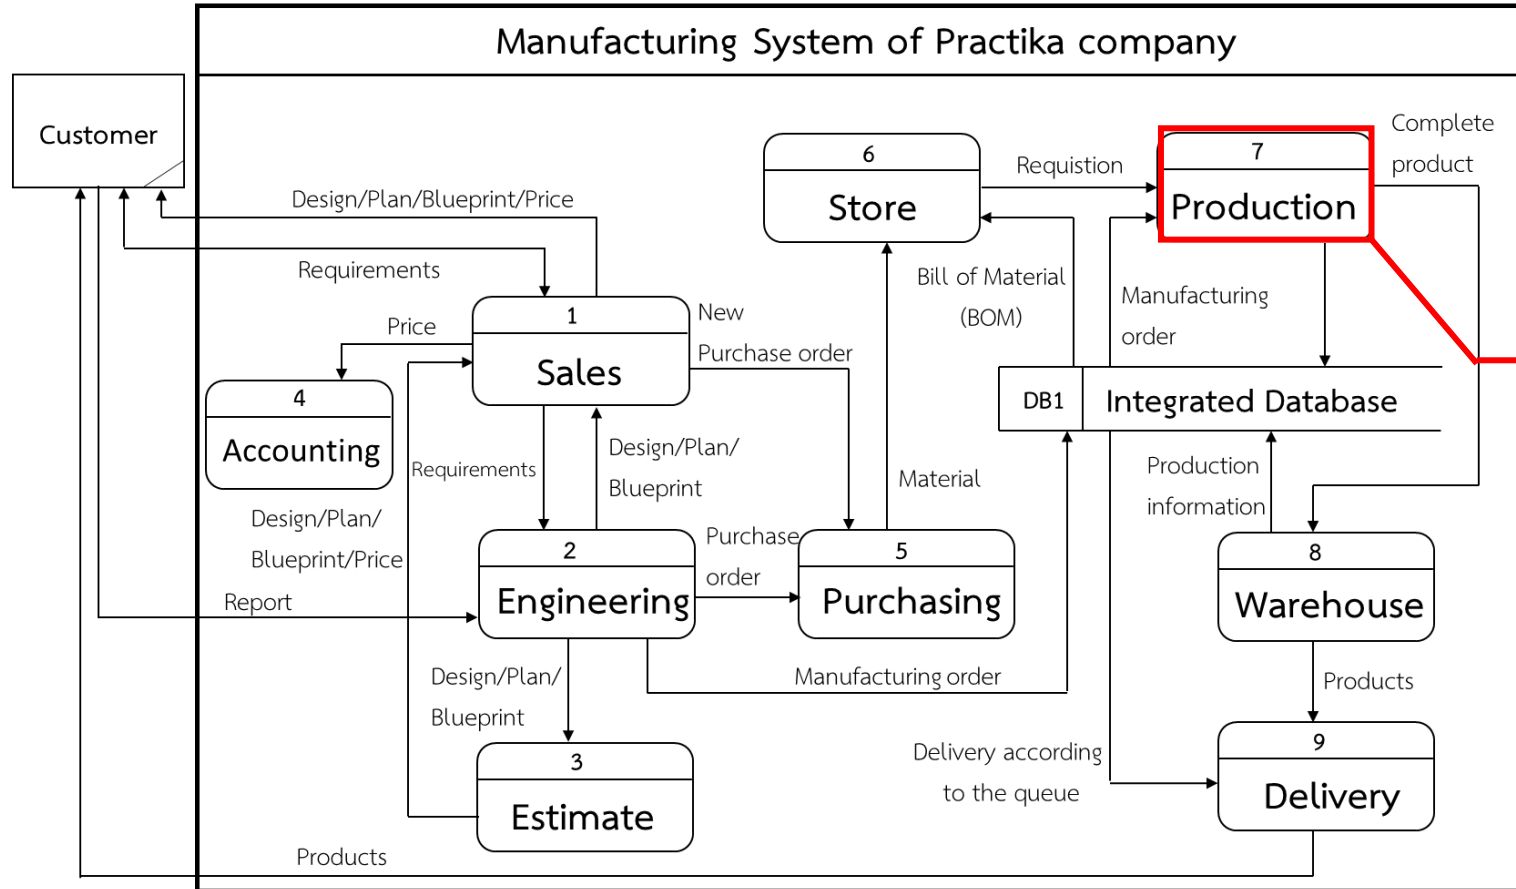 Manufacturing System of Practika company
Customer
Complete
product
6
Store
Requistion
7
Production
Design/Plan/Blueprint/Price
Requirements
Bill of Material
(BOM)
Manufacturing
order
1
Sales
New
Purchase order
Price
4
Accounting
DB1
Integrated Database
Requirements
Design/Plan/
Blueprint
Material
Production
information
Design/Plan/
Blueprint/Price
2
Engineering
Purchase
order
5
Purchasing
8
Warehouse
Report
Design/Plan/
Blueprint
Manufacturing order
Products
3
Estimate
Delivery according
to the queue
9
Delivery
Products